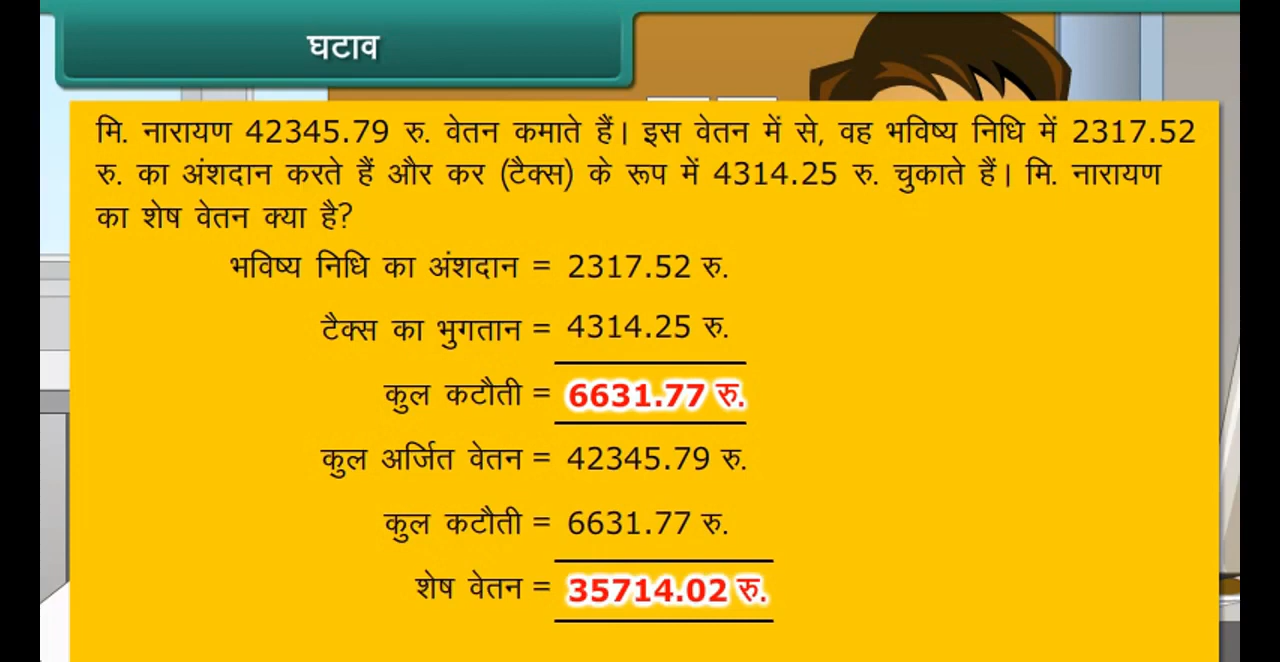 घटाव
मि. नारायण 42345.79 रु. वेतन कमाते हैं। इस वेतन में से, वह भविष्य निधि में 2317.52
रु. का अंशदान करते हैं और कर (टैक्स) के रूप में 4314.25 रु. चुकाते हैं। मि. नारायण
का शेष वेतन क्या है?
भविष्य निधि का अंशदान = 2317.52 रु.
टैक्स का भुगतान = 4314.25 रु.
कुल कटौती = 6631.77 रु.
कुल अर्जित वेतन = 42345.79 रु.
कुल कटौती = 6631.77 रु.
शेष वेतन = 35714.02 रु.